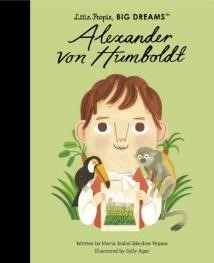 Little People, BIG DREAMS™
Alexander
von Humboldt
Written by Maria Isabel Sánchez Vegara
Illustrated by Sally Agar